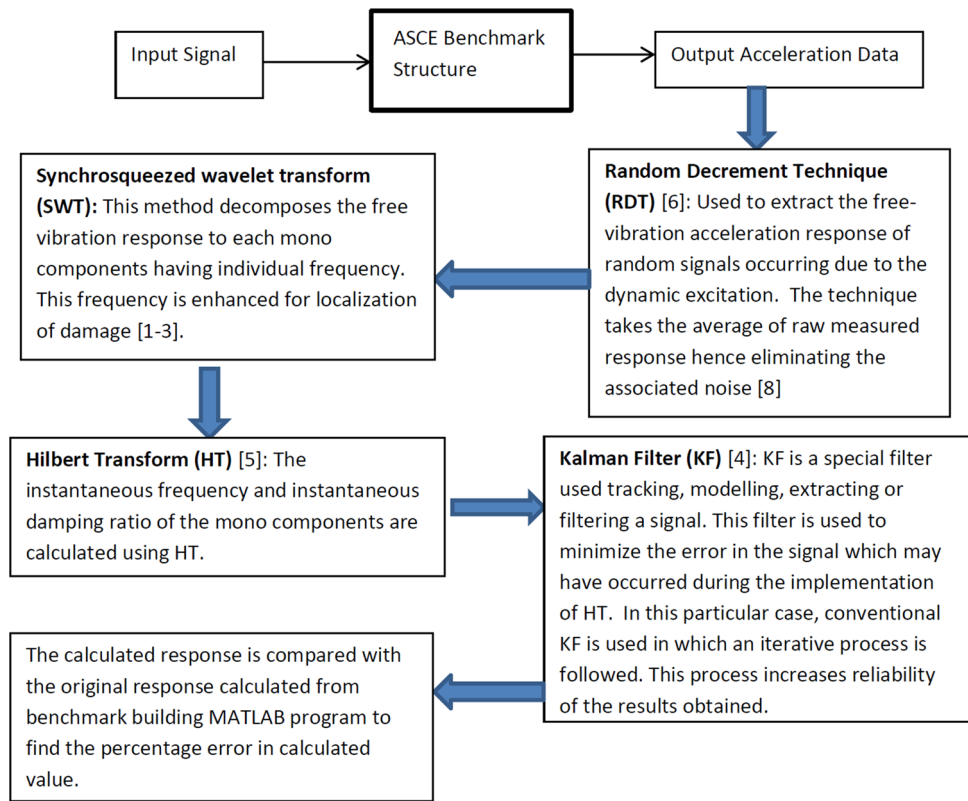 Input Signal
ASCE Benchmark
Structure
Output Acceleration Data
Random Decrement Technique
(RDT) [6]: Used to extract the free-
vibration acceleration response of
random signals occurring due to the
dynamic excitation.  The technique
takes the average of raw measured
response hence eliminating the
associated noise [8]
Synchrosqueezed wavelet transform
(SWT): This method decomposes the free
vibration response to each mono
components having individual frequency.
This frequency is enhanced for localization
of damage [1-3].
Hilbert Transform (HT) [5]: The
instantaneous frequency and instantaneous
damping ratio of the mono components are
calculated using HT.
Kalman Filter (KF) [4]: KF is a special filter
used tracking, modelling, extracting or
filtering a signal. This filter is used to
minimize the error in the signal which may
have occurred during the implementation
of HT.  In this particular case, conventional
KF is used in which an iterative process is
followed. This process increases reliability
of the results obtained.
The calculated response is compared with
the original response calculated from
benchmark building MATLAB program to
find the percentage error in calculated
value.